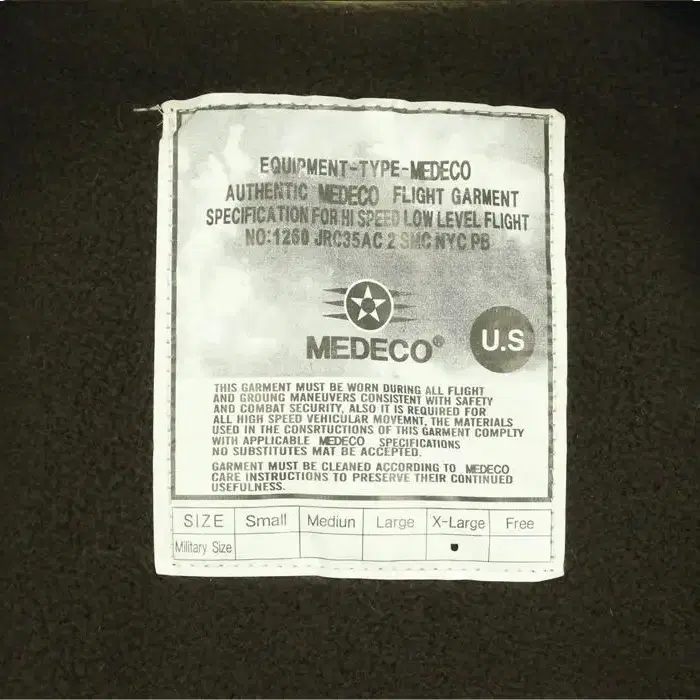 EQUIPMENT-TYPE-MEDECO
AUTHENTIC MEDECO FLIGHT GARMENT
SPECIFICATION FOR HI SPEED LOW LEVEL FLIGHT
NO:1260 JRC35AC 2 SMC NYC PB
MEDECO®
U.S
THIS GARMENT MUST BE WORN DURING ALL FLIGHT
AND GROUNG MANEUVERS CONSISTENT WITH SAFETY
AND COMBAT SECURITY, ALSO IT IS REQUIRED FOR
ALL HIGH SPEED VEHICULAR MOVEMNT, THE MATERIALS
USED IN THE CONSRTUCTIONS OF THIS GARMENT COMPLTY
WITH APPLICABLE MEDECO SPECIFICATIONS
NO SUBSTITUTES MAT BE ACCEPTED.
GARMENT MUST BE CLEANED ACCORDING TO MEDECO
CARE INSTRUCTIONS TO PRESERVE THEIR CONTINUED
USEFULNESS.
SIZE Small Mediun Large X-Large Free
Military Size